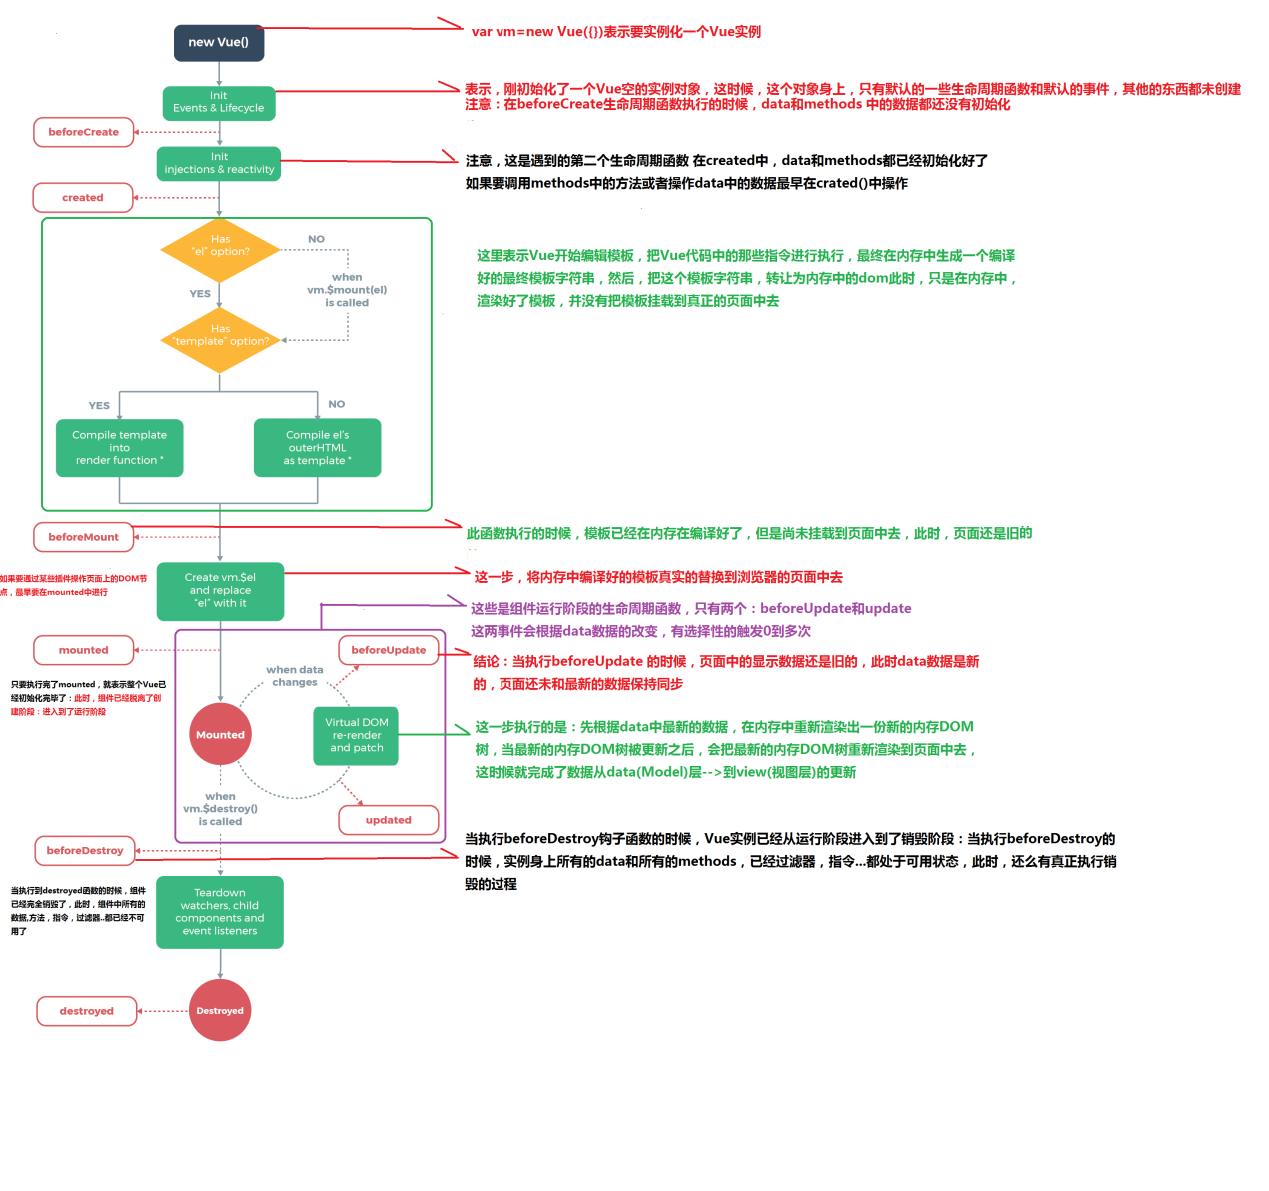 new Vue()
var vm=new Vue({})表示要实例化一个Vue实例
Init
Events & Lifecycle
表示，刚初始化了一个Vue空的实例对象，这时候，这个对象身上，只有默认的一些生命周期函数和默认的事件，其他的东西都未创建
注意：在beforeCreate生命周期函数执行的时候，data和methods 中的数据都还没有初始化
beforeCreate
Init
injections & reactivity
注意，这是遇到的第二个生命周期函数 在created中，data和methods都已经初始化好了
如果要调用methods中的方法或者操作data中的数据最早在crated()中操作
created
Has
"el" option?
NO
when
vm.$mount(el)
is called
YES
这里表示Vue开始编辑模板，把Vue代码中的那些指令进行执行，最终在内存中生成一个编译
好的最终模板字符串，然后，把这个模板字符串，转让为内存中的dom此时，只是在内存中，
渲染好了模板，并没有把模板挂载到真正的页面中去
Has
"template" option?
YES
NO
Compile template
into
render function *
Compile el's
outerHTML
as template *
beforeMount
此函数执行的时候，模板已经在内存在编译好了，但是尚未挂载到页面中去，此时，页面还是旧的
如果要通过某些插件操作页面上的DOM节
点，最早要在mounted中进行
Create vm.$el
and replace
"el" with it
这一步，将内存中编译好的模板真实的替换到浏览器的页面中去
这些是组件运行阶段的生命周期函数，只有两个：beforeUpdate和update
这两事件会根据data数据的改变，有选择性的触发0到多次
mounted
beforeUpdate
结论：当执行beforeUpdate 的时候，页面中的显示数据还是旧的，此时data数据是新
的，页面还未和最新的数据保持同步
when data
changes
只要执行完了mounted，就表示整个Vue已
经初始化完毕了：此时，组件已经脱离了创
建阶段：进入到了运行阶段
Mounted
Virtual DOM
re-render
and patch
这一步执行的是：先根据data中最新的数据，在内存中重新渲染出一份新的内存DOM
树，当最新的内存DOM树被更新之后，会把最新的内存DOM树重新渲染到页面中去，
这时候就完成了数据从data(Model)层-->到view(视图层)的更新
when
vm.$destroy()
is called
updated
beforeDestroy
当执行beforeDestroy钩子函数的时候，Vue实例已经从运行阶段进入到了销毁阶段：当执行beforeDestroy的
时候，实例身上所有的data和所有的methods，已经过滤器，指令...都处于可用状态，此时，还么有真正执行销
毁的过程
当执行到destroyed函数的时候，组件
已经完全销毁了，此时，组件中所有的
数据,方法，指令，过滤器..都已经不可
用了
Teardown
watchers, child
components and
event listeners
destroyed
Destroyed